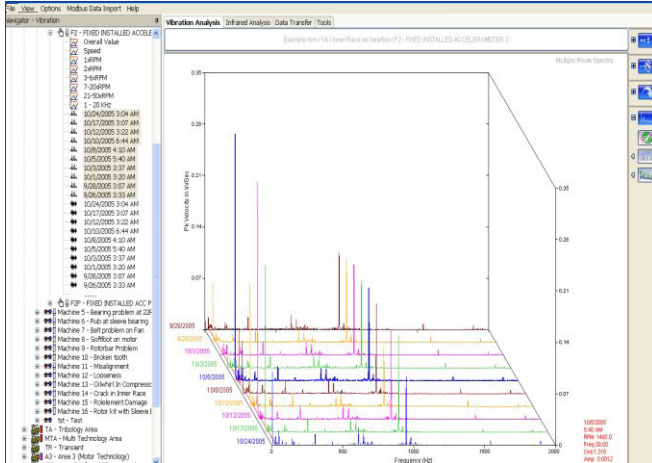 File View Options Modbus Data Import Help
Navigator - Vibration
Vibration Analysis Infrared Analysis Data Transfer Tools
F2 - FIXED INSTALLED ACCELE
Overall Value
Speed
1xRPM
2xRPM
3-6xRPM
7-20xRPM
21-50xRPM
1 - 20 KHz
10/24/2005 3:04 AM
10/17/2005 3:07 AM
10/12/2005 3:22 AM
10/10/2005 6:44 AM
10/8/2005 4:10 AM
10/5/2005 5:40 AM
10/3/2005 3:37 AM
10/1/2005 3:20 AM
9/28/2005 3:07 AM
9/26/2005 3:33 AM
10/24/2005 3:04 AM
10/17/2005 3:07 AM
10/12/2005 3:22 AM
10/10/2005 6:44 AM
10/8/2005 4:10 AM
10/5/2005 5:40 AM
10/3/2005 3:37 AM
10/1/2005 3:20 AM
9/28/2005 3:07 AM
9/26/2005 3:33 AM
F2P - FIXED INSTALLED ACC P
Machine 5 - Bearing problem at 22F
Machine 6 - Rub at sleeve bearing
Machine 7 - Belt problem on Fan
Machine 8 - Softfoot on motor
Machine 9 - Rotorbar Problem
Machine 10 - Broken tooth
Machine 11 - Misalignment
Machine 12 - Looseness
Machine 13 - Oilwhirl In Compresso
Machine 14 - Crack in Inner Race
Machine 15 - Rolelement Damage
Machine 16 - Rotor kit with Sleeve b
txt - Test
TA - Tribology Area
MTA - Multi Technology Area
TR - Transient
A3 - Area 3 (Motor Technology)
Example.rbm / VA / Inner Race on Gearbox / F2 - FIXED INSTALLED ACCELEROMETER 2
Multiple Route Spectra
Pk Velocity in In/Sec
0.35
0.28
0.21
0.14
0.07
9/26/2005
9/28/2005
10/1/2005
10/3/2005
10/5/2005
10/8/2005
10/10/2005
10/12/2005
10/17/2005
10/24/2005
0
500
1000
1500
2000
Frequency (Hz)
0.35
0.28
0.21
0.14
0.07
0
10/5/2005
5:40 AM
RPM: 1480.0
Freq:30.00
Ord:1.216
Amp: 0.0012